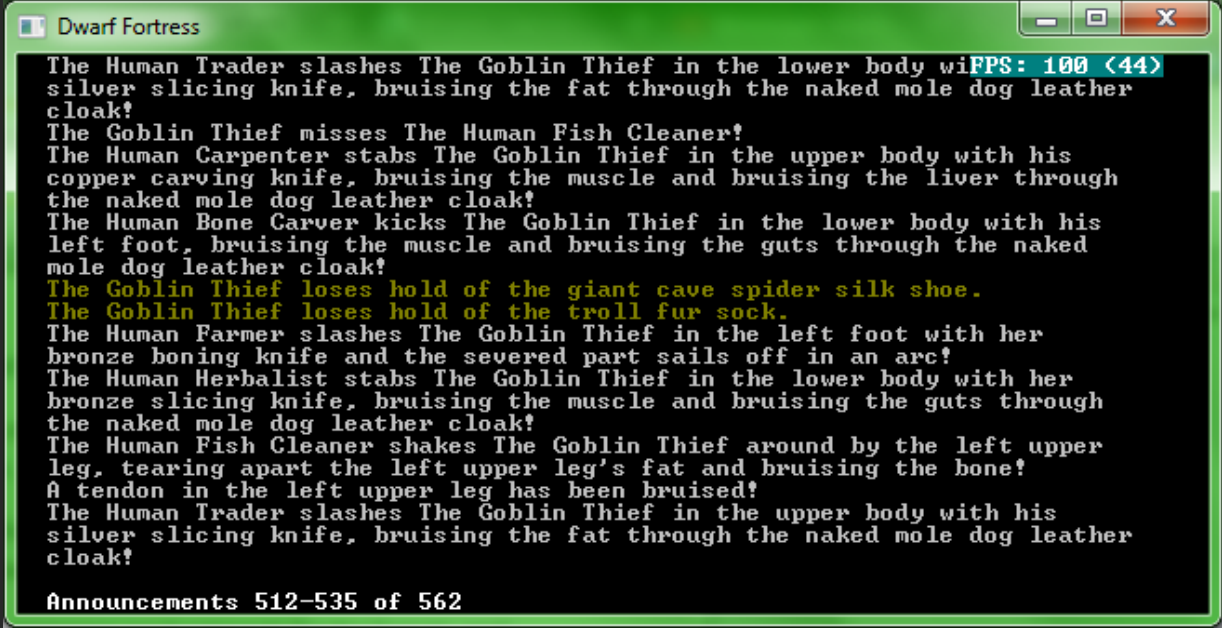 Dwarf Fortress
The Human Trader slashes The Goblin Thief in the lower body wi FPS: 100 (44)
silver slicing knife, bruising the fat through the naked mole dog leather
cloak!
The Goblin Thief misses The Human Fish Cleaner!
The Human Carpenter stabs The Goblin Thief in the upper body with his
copper carving knife, bruising the muscle and bruising the liver through
the naked mole dog leather cloak!
The Human Bone Carver kicks The Goblin Thief in the lower body with his
left foot, bruising the muscle and bruising the guts through the naked
mole dog leather cloak!
The Goblin Thief loses hold of the giant cave spider silk shoe.
The Goblin Thief loses hold of the troll fur sock.
The Human Farmer slashes The Goblin Thief in the left foot with her
bronze boning knife and the severed part sails off in an arc!
The Human Herbalist stabs The Goblin Thief in the lower body with her
bronze slicing knife, bruising the muscle and bruising the guts through
the naked mole dog leather cloak!
The Human Fish Cleaner shakes The Goblin Thief around by the left upper
leg, tearing apart the left upper leg's fat and bruising the bone!
A tendon in the left upper leg has been bruised!
The Human Trader slashes The Goblin Thief in the upper body with his
silver slicing knife, bruising the fat through the naked mole dog leather
cloak!
Announcements 512-535 of 562